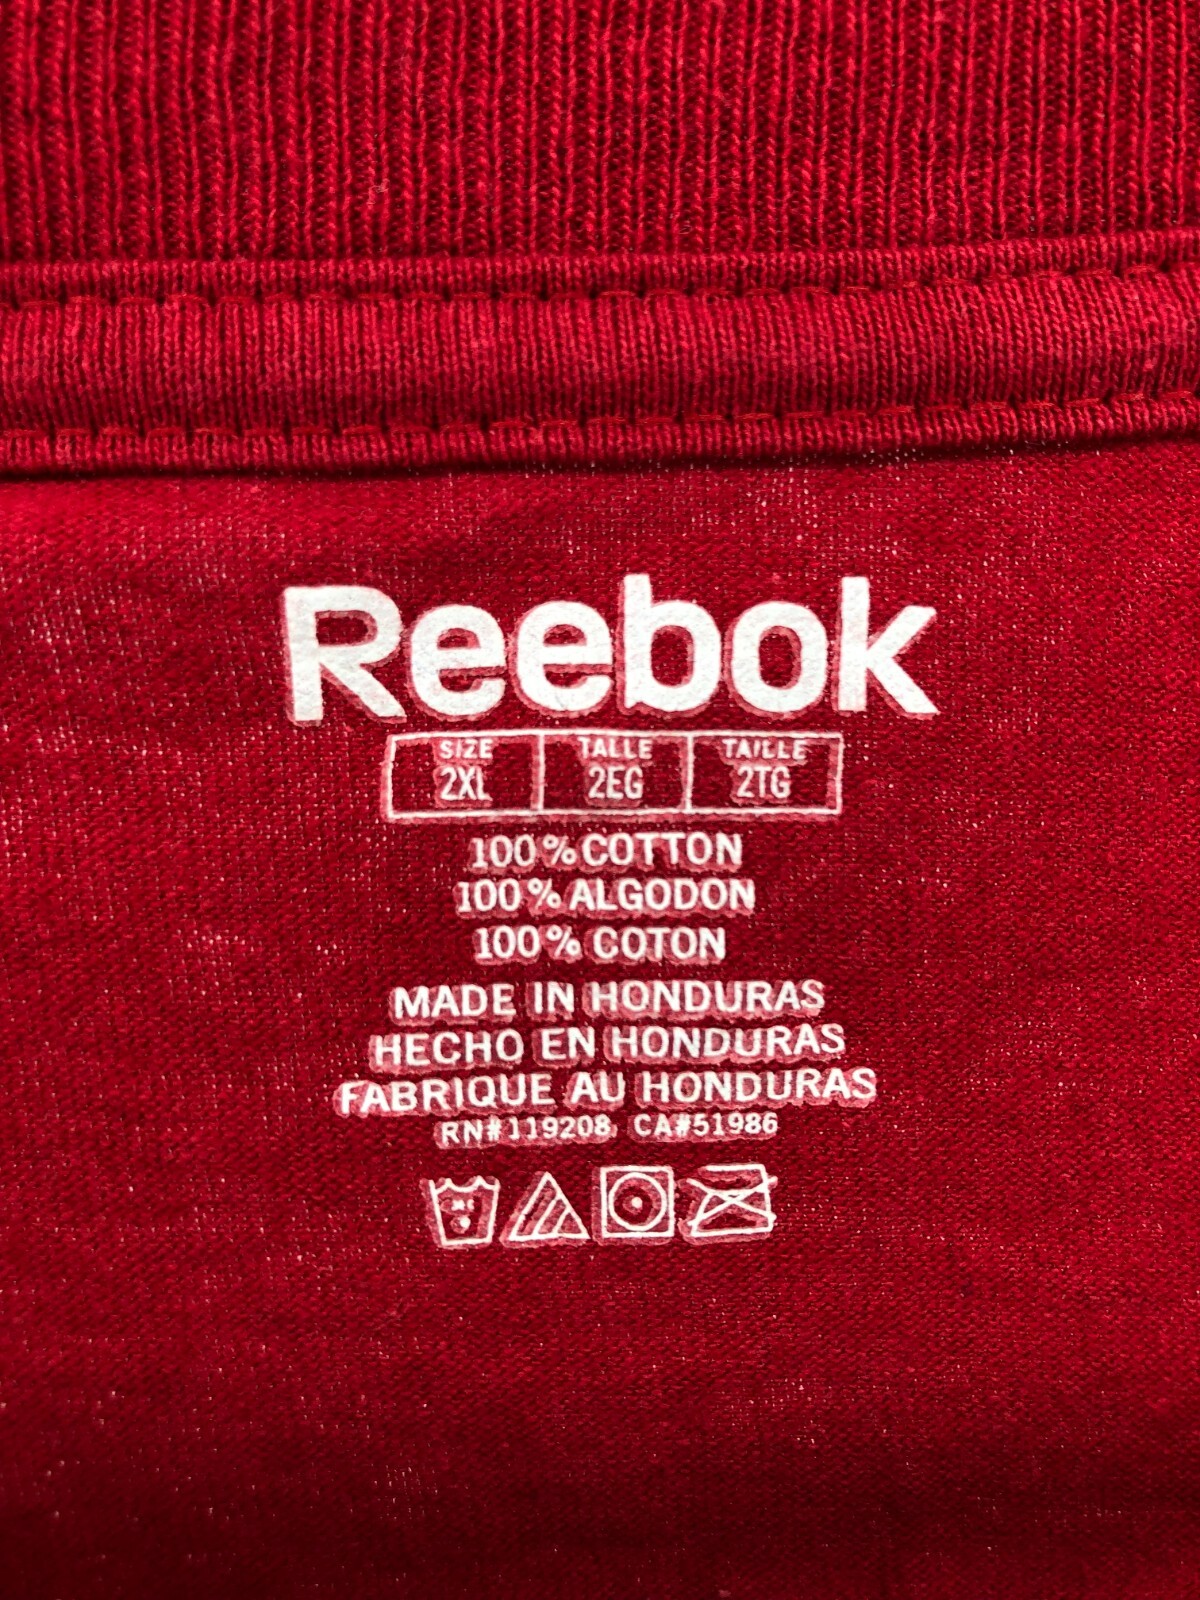 Reebok
SIZE TALLE TAILLE
2XL 2EG 2TG
100% COTTON
100% ALGODON
100% COTON
MADE IN HONDURAS
HECHO EN HONDURAS
FABRIQUE AU HONDURAS
RN#119208, CA#51986